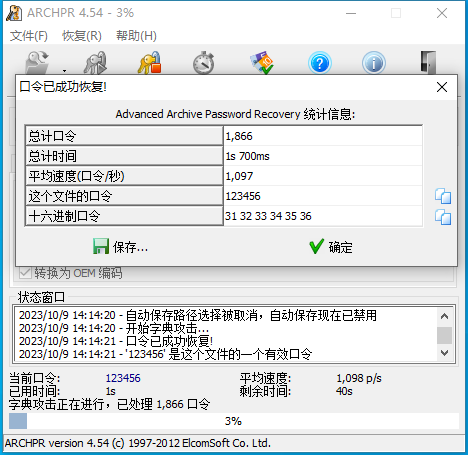 ARCHPR 4.54 - 3%
文件(F) 恢复(R) 帮助(H)
口令已成功恢复!
Advanced Archive Password Recovery 统计信息:
总计口令 1,866
总计时间 1s 700ms
平均速度(口令/秒) 1,097
这个文件的口令 123456
十六进制口令 31 32 33 34 35 36
保存... 确定
转换为 OEM 编码
状态窗口
2023/10/9 14:14:20 - 自动保存路径选择被取消，自动保存现在已禁用
2023/10/9 14:14:20 - 开始字典攻击...
2023/10/9 14:14:21 - 口令已成功恢复!
2023/10/9 14:14:21 - '123456' 是这个文件的一个有效口令
当前口令: 123456 平均速度: 1,098 p/s
已用时间: 1s 剩余时间: 40s
字典攻击正在进行，已处理 1,866 口令
3%
ARCHPR version 4.54 (c) 1997-2012 ElcomSoft Co. Ltd.